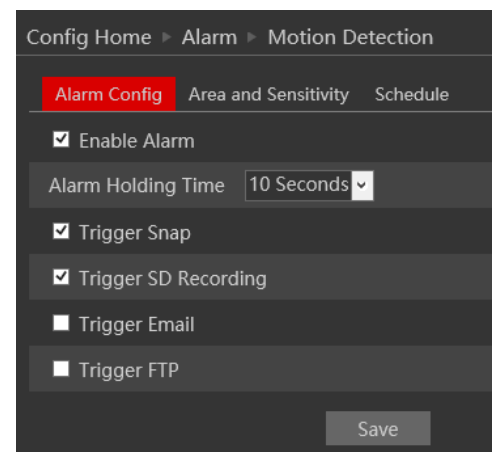 Config Home ▸ Alarm ▸ Motion Detection
Alarm Config Area and Sensitivity Schedule
Enable Alarm
Alarm Holding Time 10 Seconds
Trigger Snap
Trigger SD Recording
Trigger Email
Trigger FTP
Save